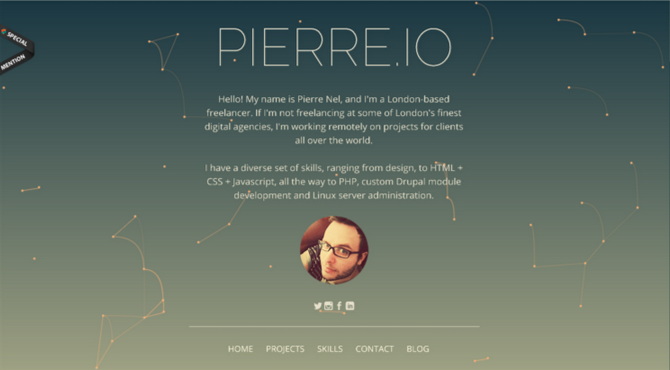 SPECIAL
MENTION
PIERRE.IO
Hello! My name is Pierre Nel, and I'm a London-based
freelancer. If I'm not freelancing at some of London's finest
digital agencies, I'm working remotely on projects for clients
all over the world.
I have a diverse set of skills, ranging from design, to HTML +
CSS + Javascript, all the way to PHP, custom Drupal module
development and Linux server administration.
HOME PROJECTS SKILLS CONTACT BLOG